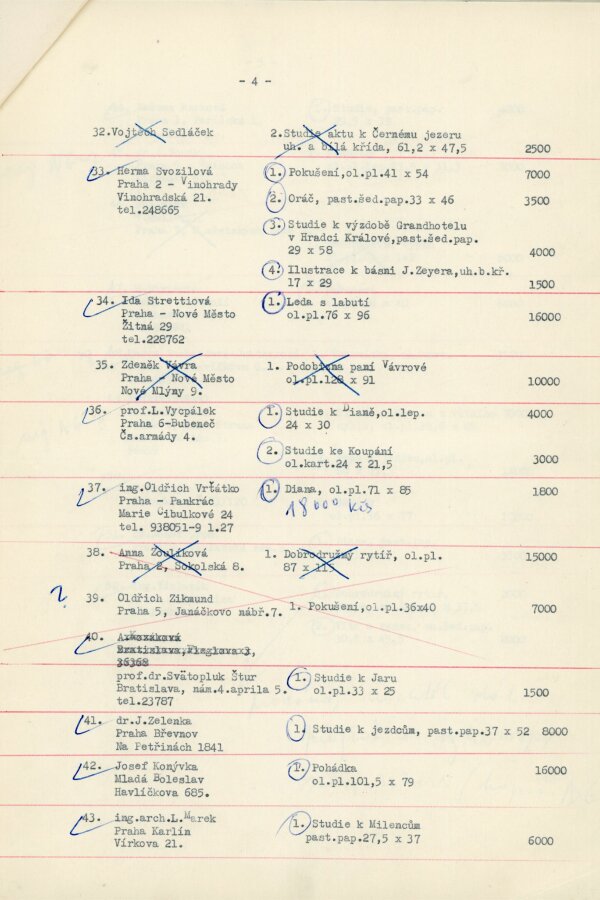 - 4 -
32.Vojtech Sedláček 2.Studie aktu k Černému jezeru
uh. a bílá křída, 61,2 x 47,5 2500
33. Herma Svozilová 1. Pokušení,ol.pl.41 x 54 7000
Praha 2 - Vinohrady
Vinohradská 21. 2. Oráč, past.šed.pap.33 x 46 3500
tel.248665
3. Studie k výzdobě Grandhotelu
v Hradci Králové,past.šed.pap.
29 x 58 4000
4. Ilustrace k básni J.Zeyera,uh.b.kř.
17 x 29 1500
34. Ida Strettiová 1. Leda s labutí
Praha - Nové Město ol.pl.76 x 96 16000
Žitná 29
tel.228762
35. Zdeněk Vávra 1. Podobizna paní Vávrové
Praha - Nové Město ol.pl.128 x 91 10000
Nové Mlýny 9.
36. prof.L.Vycpálek 1. Studie k Dianě,ol.lep. 4000
Praha 6-Bubeneč 24 x 30
Čs.armády 4.
2. Studie ke Koupání
ol.kart.24 x 21,5 3000
37. ing.Oldřich Vrťátko 1. Diana, ol.pl.71 x 85 1800
Praha - Pankrác 18000 Kčs
Marie Cibulkové 24
tel. 938051-9 1.27
38. Anna Zoulíková 1. Dobrodružný rytíř, ol.pl. 15000
Praha 2, Sokolská 8. 87 x 115
?
39. Oldřich Zikmund
Praha 5, Janáčkovo nábř.7. 1. Pokušení,ol.pl.36x40 7000
40.
Bratislava,
36368
prof.dr.Svätopluk Štur 1. Studie k Jaru
Bratislava, nám.4.aprila 5. ol.pl.33 x 25 1500
tel.23787
41. dr.J.Zelenka 1. Studie k jezdcům, past.pap.37 x 52 8000
Praha Břevnov
Na Petřinách 1841
42. Josef Konývka 1. Pohádka 16000
Mladá Boleslav ol.pl.101,5 x 79
Havlíčkova 685.
43. ing.arch.L.Marek 1. Studie k Milencům
Praha Karlín past.pap.27,5 x 37 6000
Vírkova 21.